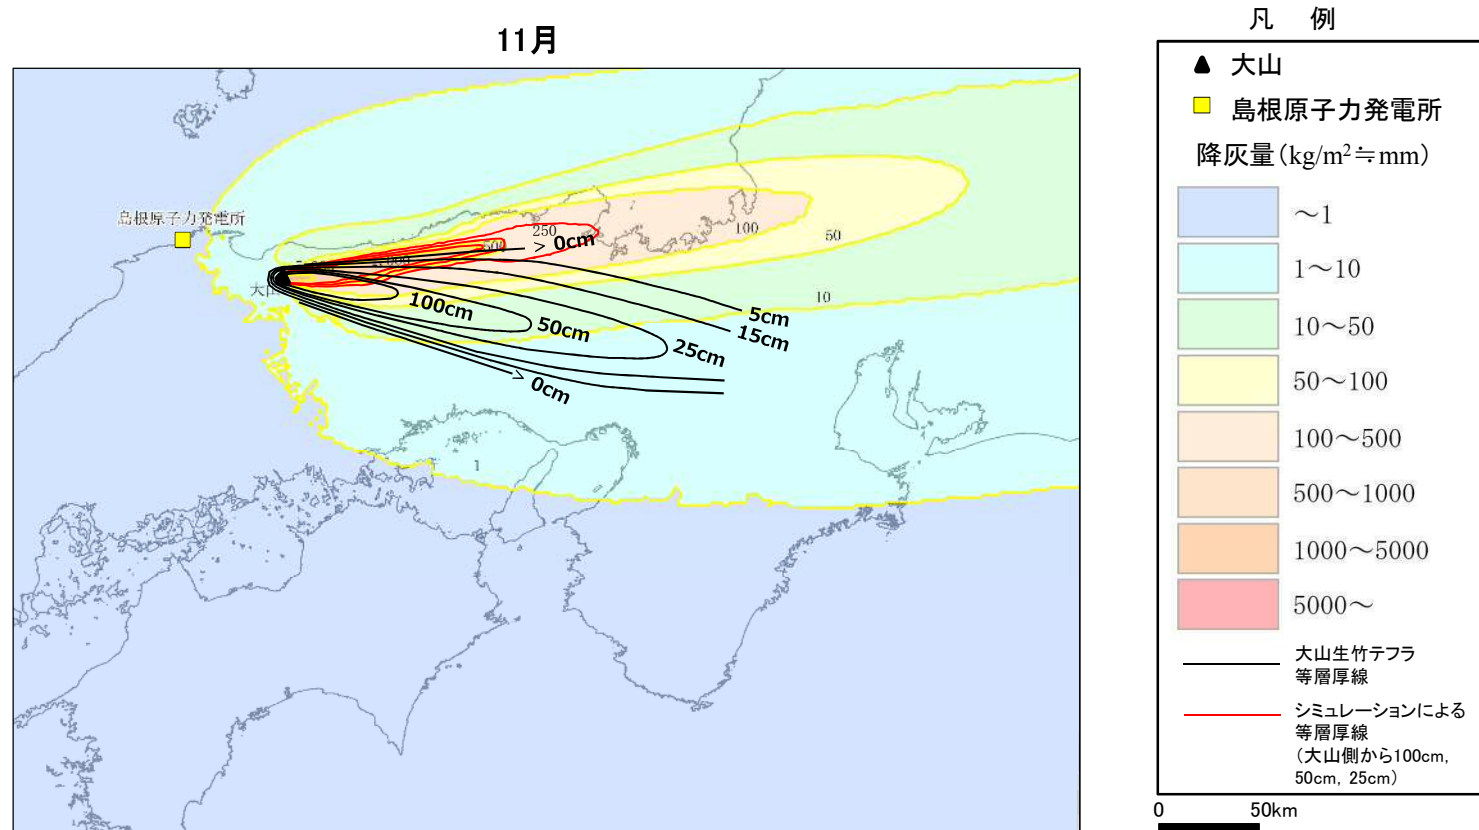 11月
凡 例
大山
島根原子力発電所
降灰量(kg/m²≒mm)
～1
1～10
10～50
50～100
100～500
500～1000
1000～5000
5000～
大山生竹テフラ
等層厚線
シミュレーションによる
等層厚線
(大山側から100cm,
50cm, 25cm)
0 50km
島根原子力発電所
大山
250
500
> 0cm
100
50
10
100cm
50cm
25cm
5cm
15cm
> 0cm
1